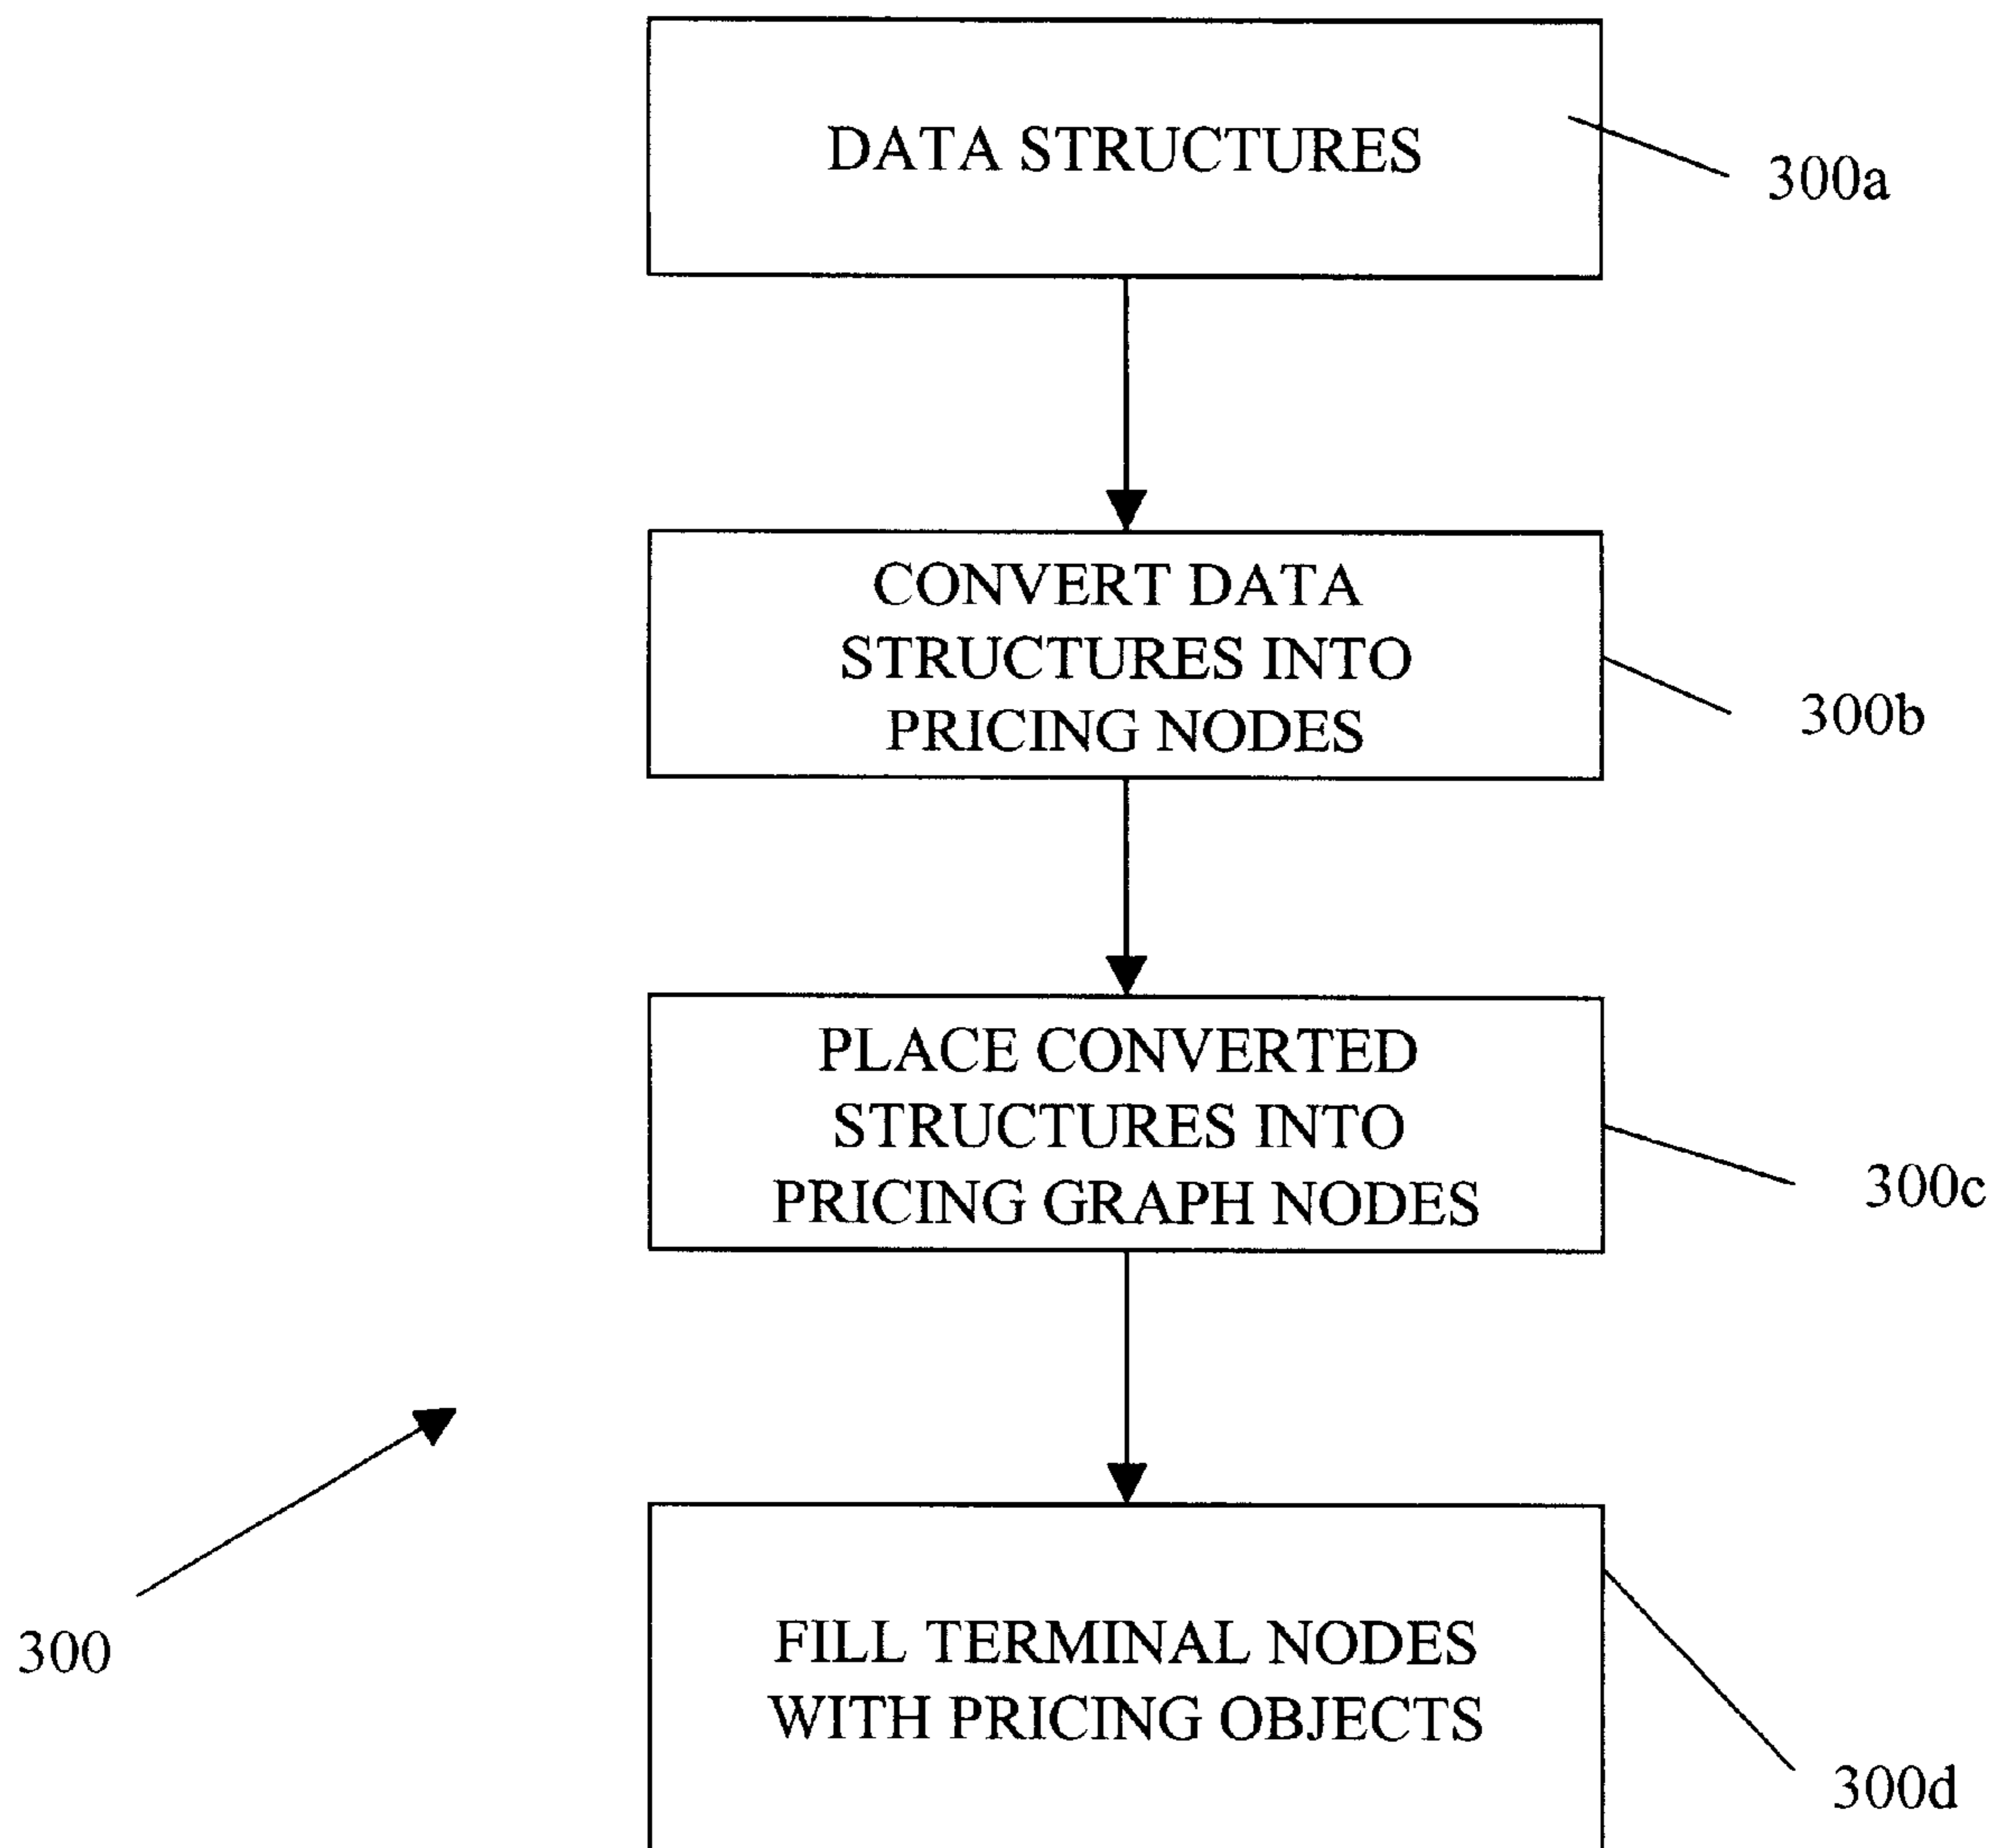 DATA STRUCTURES
300a
CONVERT DATA
STRUCTURES INTO
PRICING NODES
300b
PLACE CONVERTED
STRUCTURES INTO
PRICING GRAPH NODES
300c
300
FILL TERMINAL NODES
WITH PRICING OBJECTS
300d